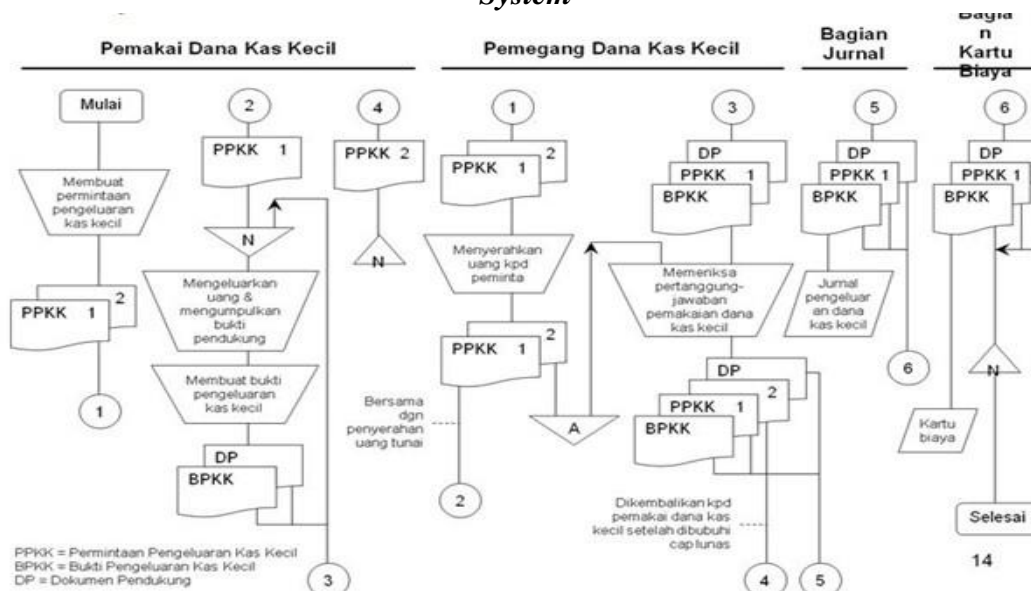 System
Pemakai Dana Kas Kecil
Pemegang Dana Kas Kecil
Bagian
Jurnal
Bagia
n
Kartu
Biaya
Mulai
Membuat
permintaan
pengeluaran
kas kecil
PPKK 1
2
1
2
PPKK 1
N
Mengeluarkan
uang &
mengumpulkan
bukti
pendukung
Membuat bukti
pengeluaran
kas kecil
DP
BPKK
3
4
PPKK 2
N
1
2
PPKK 1
Menyerahkan
uang kpd
peminta
2
PPKK 1
Bersama
dgn
penyerahan
uang tunai
A
2
3
DP
PPKK 1
BPKK
Memeriksa
pertanggung-
jawaban
pemakaian dana
kas kecil
DP
2
PPKK 1
BPKK
Dikembalikan kpd
pemakai dana kas
kecil setelah dibubuhi
cap lunas
4
5
5
DP
PPKK 1
BPKK
Jurnal
pengeluar
an dana
kas kecil
6
6
DP
PPKK 1
BPKK
N
Kartu
biaya
Selesai
PPKK = Permintaan Pengeluaran Kas Kecil
BPKK = Bukti Pengeluaran Kas Kecil
DP = Dokumen Pendukung
14